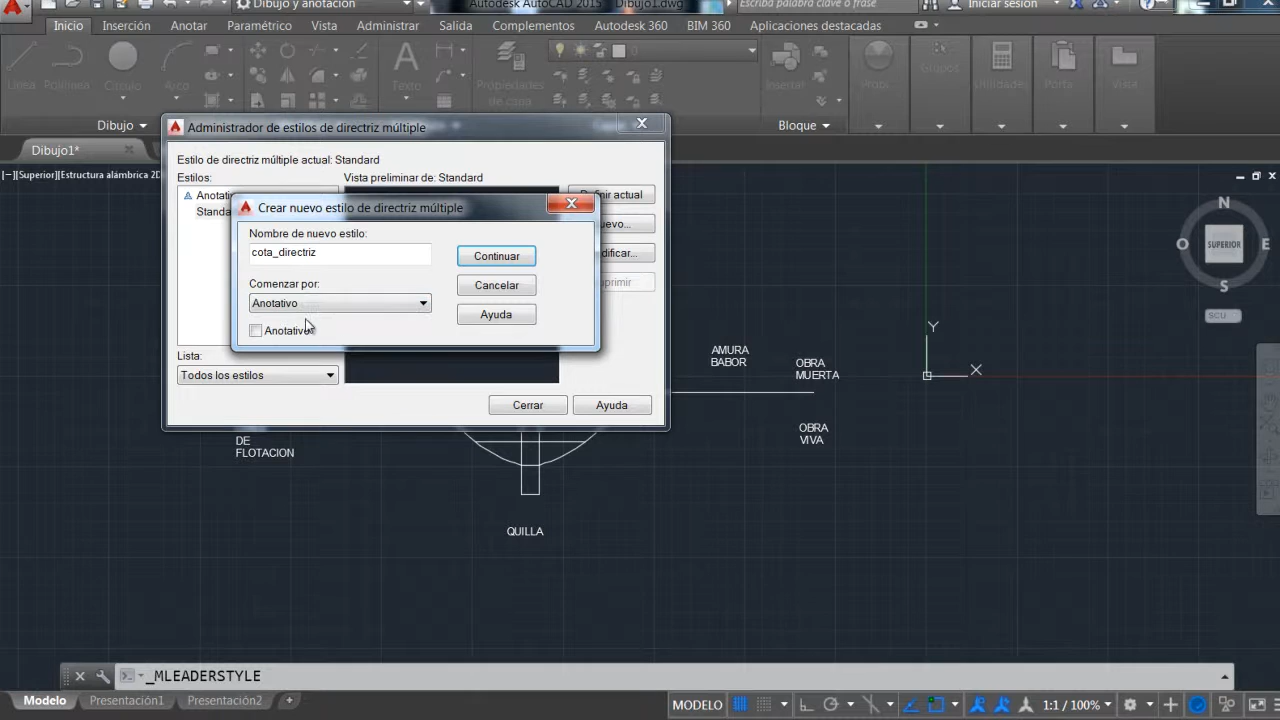 Dibujo y anotación
Autodesk AutoCAD 2015 Dibujo1.dwg
Escriba palabra clave o frase
Iniciar sesión
Inicio
Inserción
Anotar
Paramétrico
Vista
Administrar
Salida
Complementos
Autodesk 360
BIM 360
Aplicaciones destacadas
Línea
Polilínea
Círculo
Arco
Texto
Propiedades
de capa
Insertar
Props.
Grupos
Utilidades
Porta
Vista
Dibujo
Bloque
Dibujo1*
[−][Superior][Estructura alámbrica 2D
Administrador de estilos de directriz múltiple
Estilo de directriz múltiple actual: Standard
Estilos:
Vista preliminar de: Standard
Crear nuevo estilo de directriz múltiple
Nombre de nuevo estilo:
cota_directriz
Continuar
Comenzar por:
Cancelar
Anotativo
Ayuda
Anotativo
Lista:
Todos los estilos
Cerrar
Ayuda
N
O
SUPERIOR
E
S
SCU
Y
X
AMURA
BABOR
OBRA
MUERTA
OBRA
VIVA
DE
FLOTACION
QUILLA
_MLEADERSTYLE
Modelo
Presentación1
Presentación2
+
MODELO
1:1 / 100%